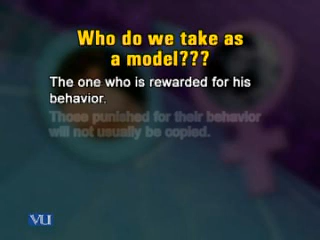 Who do we take as
a model???
The one who is rewarded for his
behavior.
Those punished for their behavior
will not usually be copied.
VU